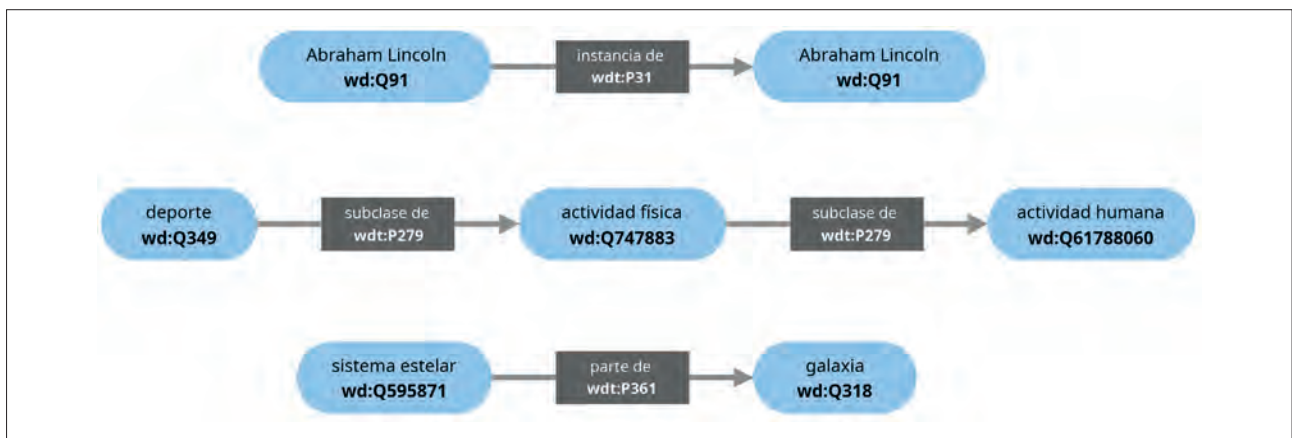 Abraham Lincoln
wd:Q91
instancia de
wdt:P31
Abraham Lincoln
wd:Q91
deporte
wd:Q349
subclase de
wdt:P279
actividad física
wd:Q747883
subclase de
wdt:P279
actividad humana
wd:Q61788060
sistema estelar
wd:Q595871
parte de
wdt:P361
galaxia
wd:Q318